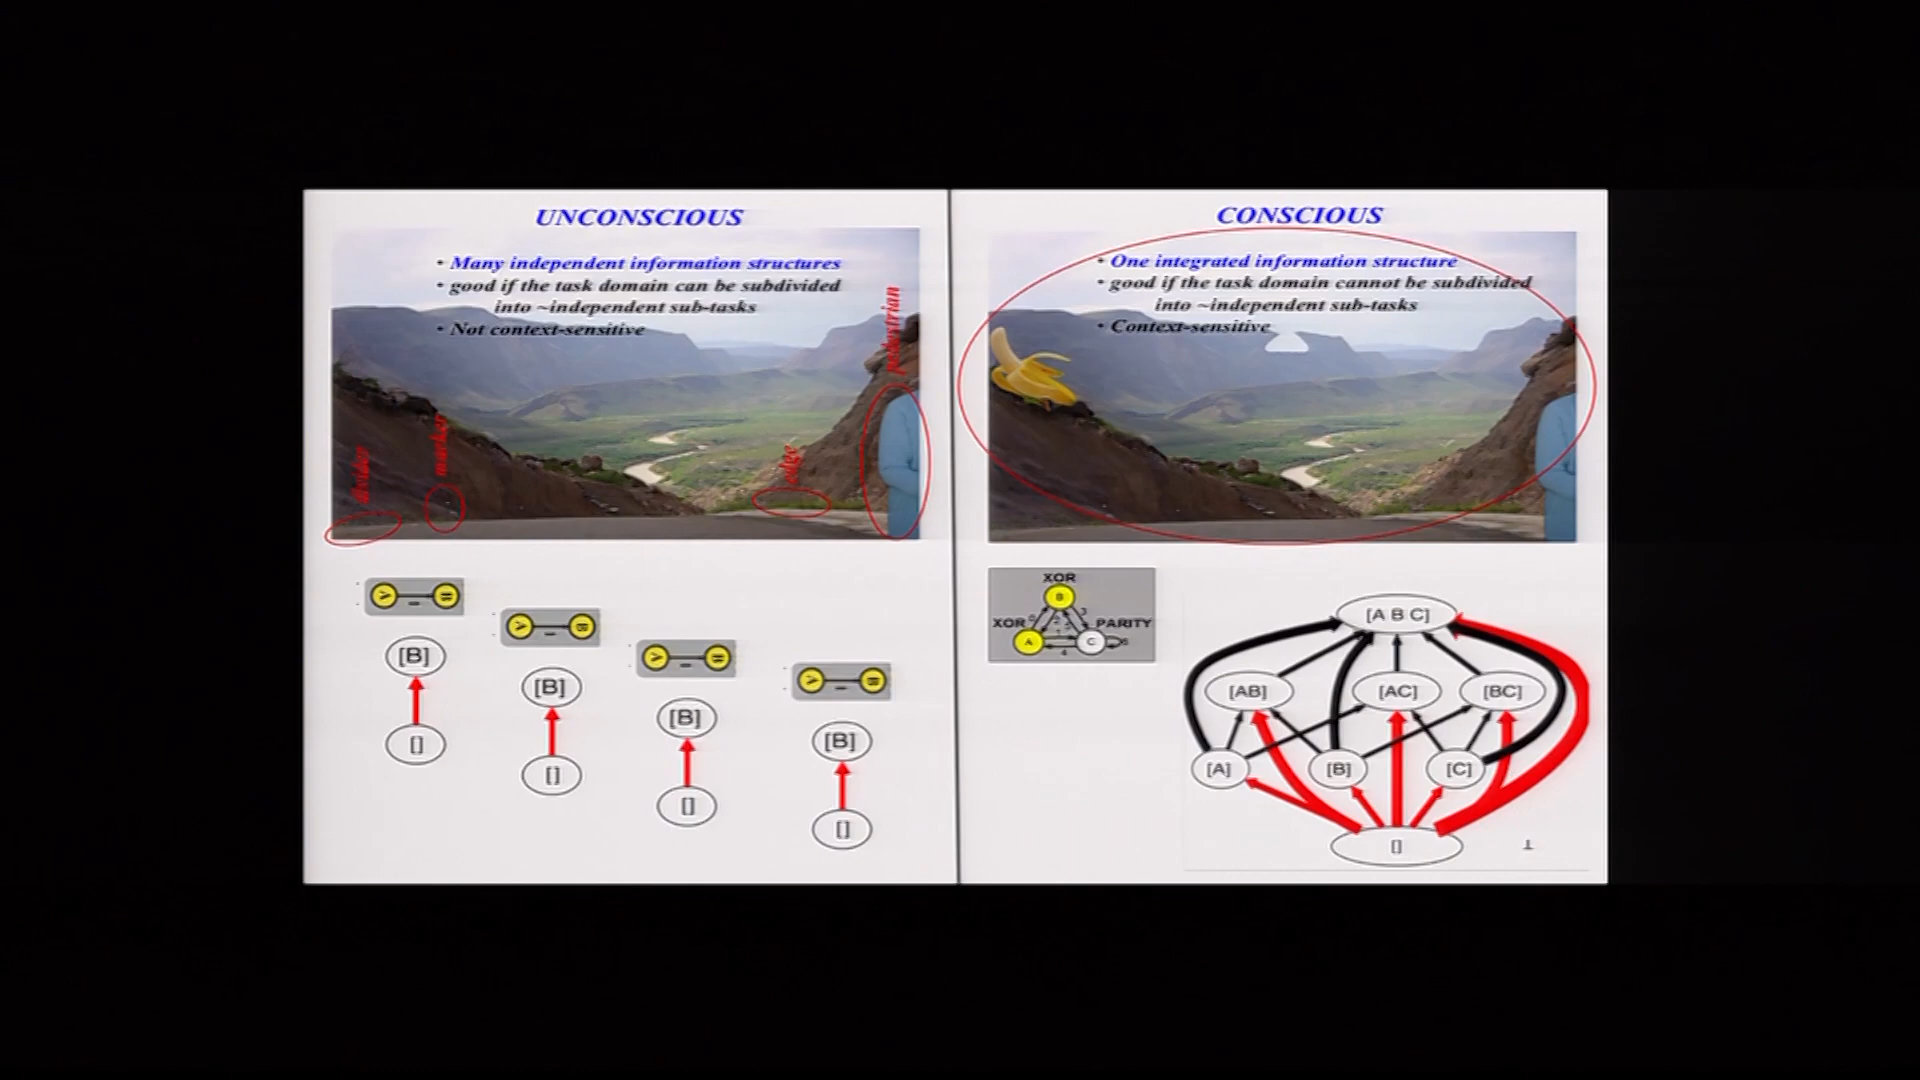 UNCONSCIOUS
• Many independent information structures
• good if the task domain can be subdivided
into ~independent sub-tasks
• Not context-sensitive
pedestrian
divider
marker
edge
[B]
[]
[B]
[]
[B]
[]
[B]
[]
CONSCIOUS
• One integrated information structure
• good if the task domain cannot be subdivided
into ~independent sub-tasks
• Context-sensitive
XOR
B
XOR
PARITY
A
C
4
[A B C]
[AB]
[AC]
[BC]
[A]
[B]
[C]
[]